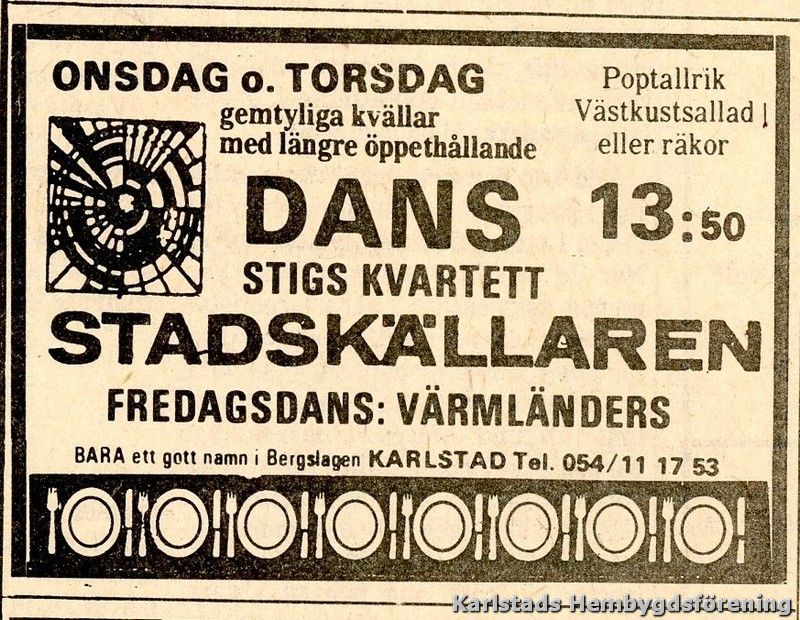 ONSDAG o. TORSDAG
gemtyliga kvällar
med längre öppethållande
Poptallrik
Västkustsallad
eller räkor
DANS 13:50
STIGS KVARTETT
STADSKÄLLAREN
FREDAGSDANS: VÄRMLÄNDERS
BARA ett gott namn i Bergslagen KARLSTAD Tel. 054/11 17 53
Karlstads Hembygdsförening